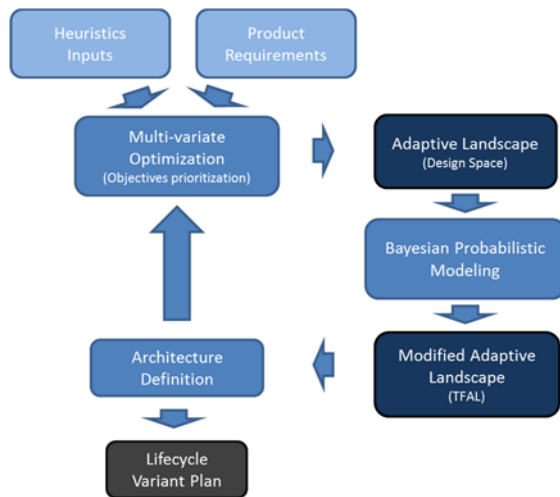 Heuristics
Inputs
Product
Requirements
Multi-variate
Optimization
(Objectives prioritization)
Adaptive Landscape
(Design Space)
Bayesian Probabilistic
Modeling
Modified Adaptive
Landscape
(TFAL)
Architecture
Definition
Lifecycle
Variant Plan